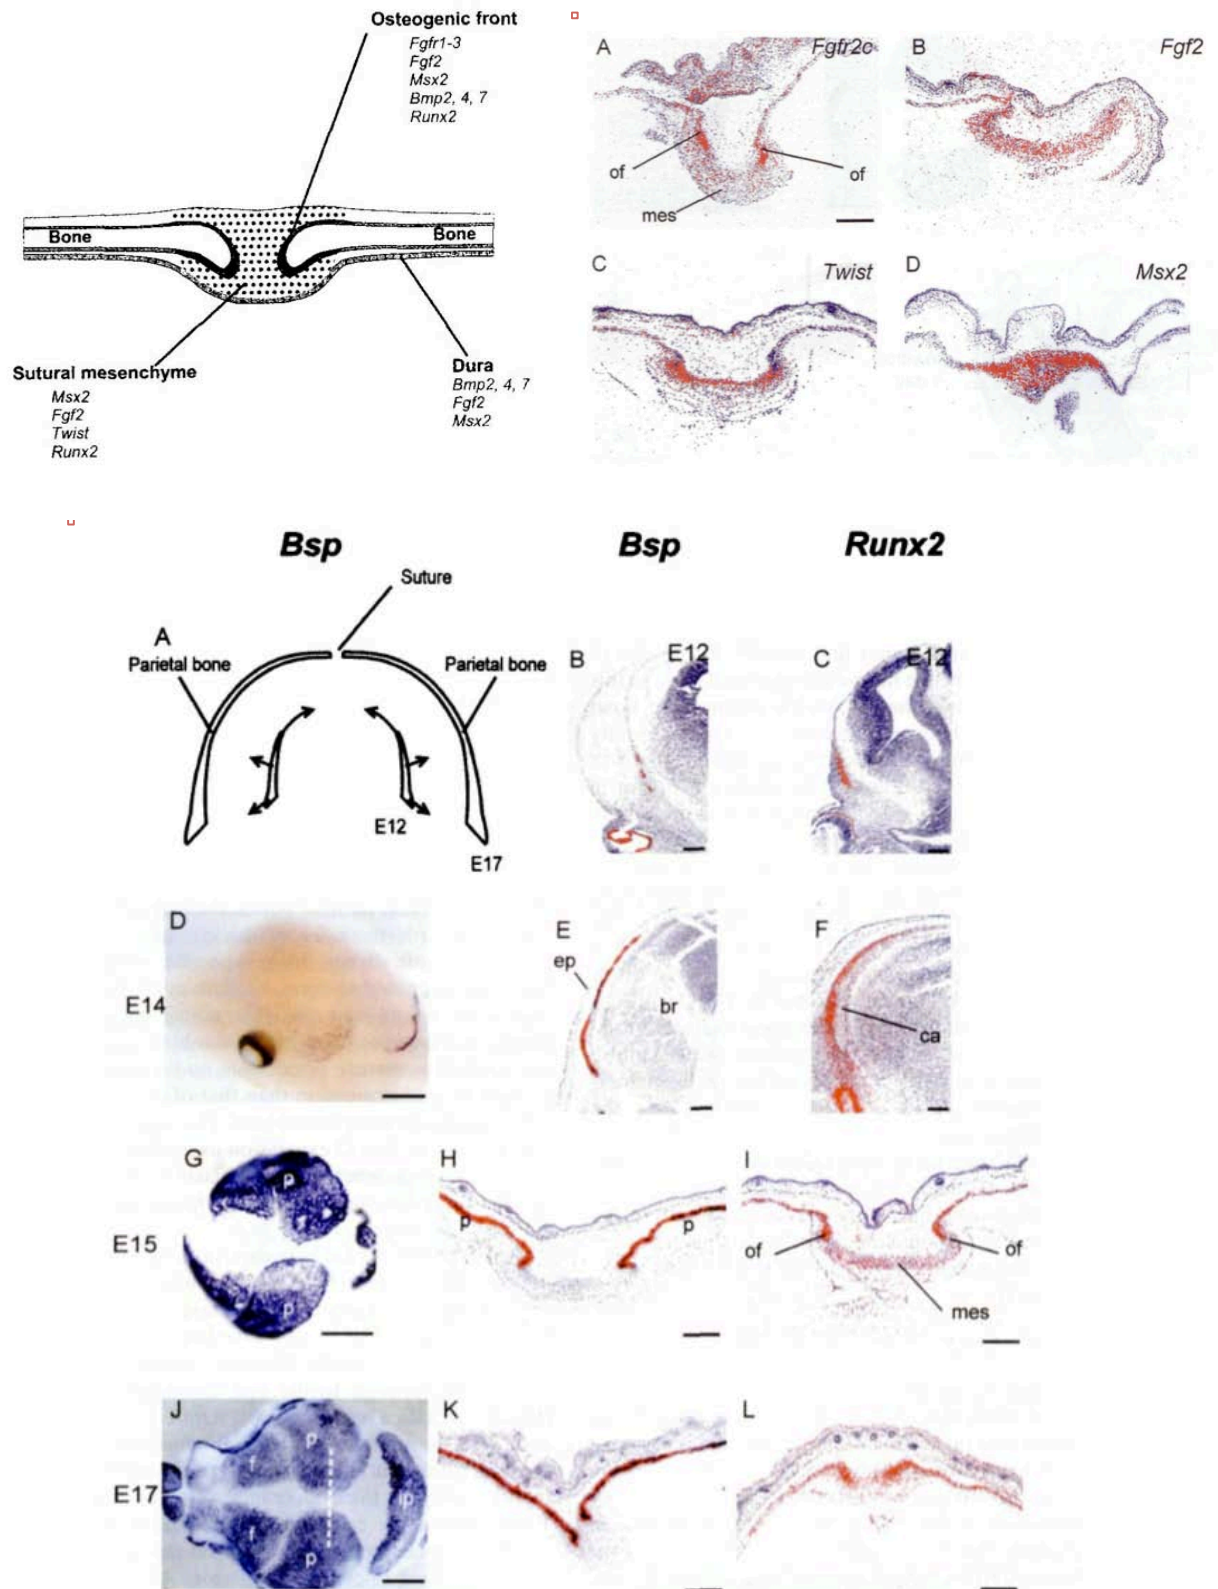 Osteogenic front
Fgfr1-3
Fgf2
Msx2
Bmp2, 4, 7
Runx2
Bone
Bone
Sutural mesenchyme
Msx2
Fgf2
Twist
Runx2
Dura
Bmp2, 4, 7
Fgf2
Msx2
A
Fgfr2c
of
of
mes
B
Fgf2
C
Twist
D
Msx2
Bsp
Bsp
Runx2
A
Suture
Parietal bone
Parietal bone
E12
E17
B
E12
C
E12
D
E14
E
ep
br
F
ca
G
E15
p
f
p
H
p
p
I
of
of
mes
J
E17
p
f
f
p
ip
K
L